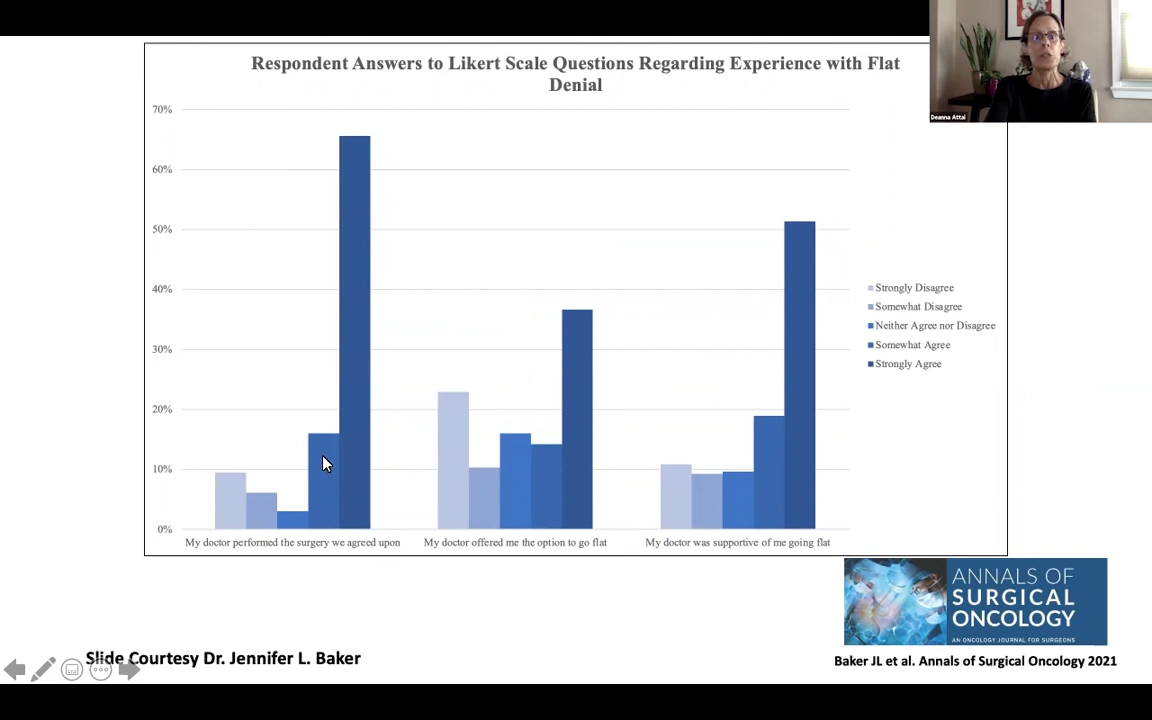 Respondent Answers to Likert Scale Questions Regarding Experience with Flat
Denial
Deanna Attai
70%
60%
50%
40%
30%
20%
10%
0%
My doctor performed the surgery we agreed upon
My doctor offered me the option to go flat
My doctor was supportive of me going flat
Strongly Disagree
Somewhat Disagree
Neither Agree nor Disagree
Somewhat Agree
Strongly Agree
ANNALS OF
SURGICAL
ONCOLOGY
AN ONCOLOGY JOURNAL FOR SURGEONS
Slide Courtesy Dr. Jennifer L. Baker
Baker JL et al. Annals of Surgical Oncology 2021